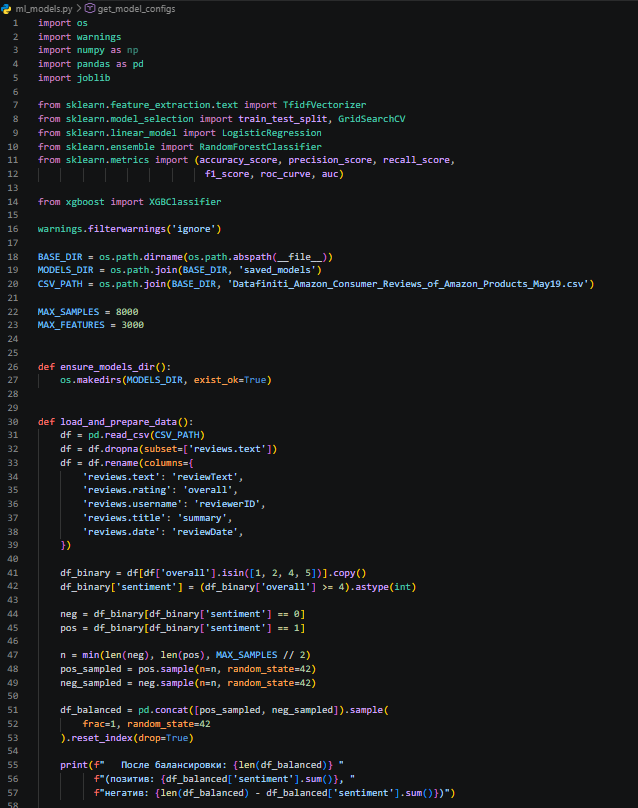 ml_models.py > get_model_configs
1 import os
2 import warnings
3 import numpy as np
4 import pandas as pd
5 import joblib
6
7 from sklearn.feature_extraction.text import TfidfVectorizer
8 from sklearn.model_selection import train_test_split, GridSearchCV
9 from sklearn.linear_model import LogisticRegression
10 from sklearn.ensemble import RandomForestClassifier
11 from sklearn.metrics import (accuracy_score, precision_score, recall_score,
12                              f1_score, roc_curve, auc)
13
14 from xgboost import XGBClassifier
15
16 warnings.filterwarnings('ignore')
17
18 BASE_DIR = os.path.dirname(os.path.abspath(__file__))
19 MODELS_DIR = os.path.join(BASE_DIR, 'saved_models')
20 CSV_PATH = os.path.join(BASE_DIR, 'Datafiniti_Amazon_Consumer_Reviews_of_Amazon_Products_May19.csv')
21
22 MAX_SAMPLES = 8000
23 MAX_FEATURES = 3000
24
25
26 def ensure_models_dir():
27     os.makedirs(MODELS_DIR, exist_ok=True)
28
29
30 def load_and_prepare_data():
31     df = pd.read_csv(CSV_PATH)
32     df = df.dropna(subset=['reviews.text'])
33     df = df.rename(columns={
34         'reviews.text': 'reviewText',
35         'reviews.rating': 'overall',
36         'reviews.username': 'reviewerID',
37         'reviews.title': 'summary',
38         'reviews.date': 'reviewDate',
39     })
40
41     df_binary = df[df['overall'].isin([1, 2, 4, 5])].copy()
42     df_binary['sentiment'] = (df_binary['overall'] >= 4).astype(int)
43
44     neg = df_binary[df_binary['sentiment'] == 0]
45     pos = df_binary[df_binary['sentiment'] == 1]
46
47     n = min(len(neg), len(pos), MAX_SAMPLES // 2)
48     pos_sampled = pos.sample(n=n, random_state=42)
49     neg_sampled = neg.sample(n=n, random_state=42)
50
51     df_balanced = pd.concat([pos_sampled, neg_sampled]).sample(
52         frac=1, random_state=42
53     ).reset_index(drop=True)
54
55     print(f"   После балансировки: {len(df_balanced)} "
56           f"(позитив: {df_balanced['sentiment'].sum()}, "
57           f"негатив: {len(df_balanced) - df_balanced['sentiment'].sum()})")
58